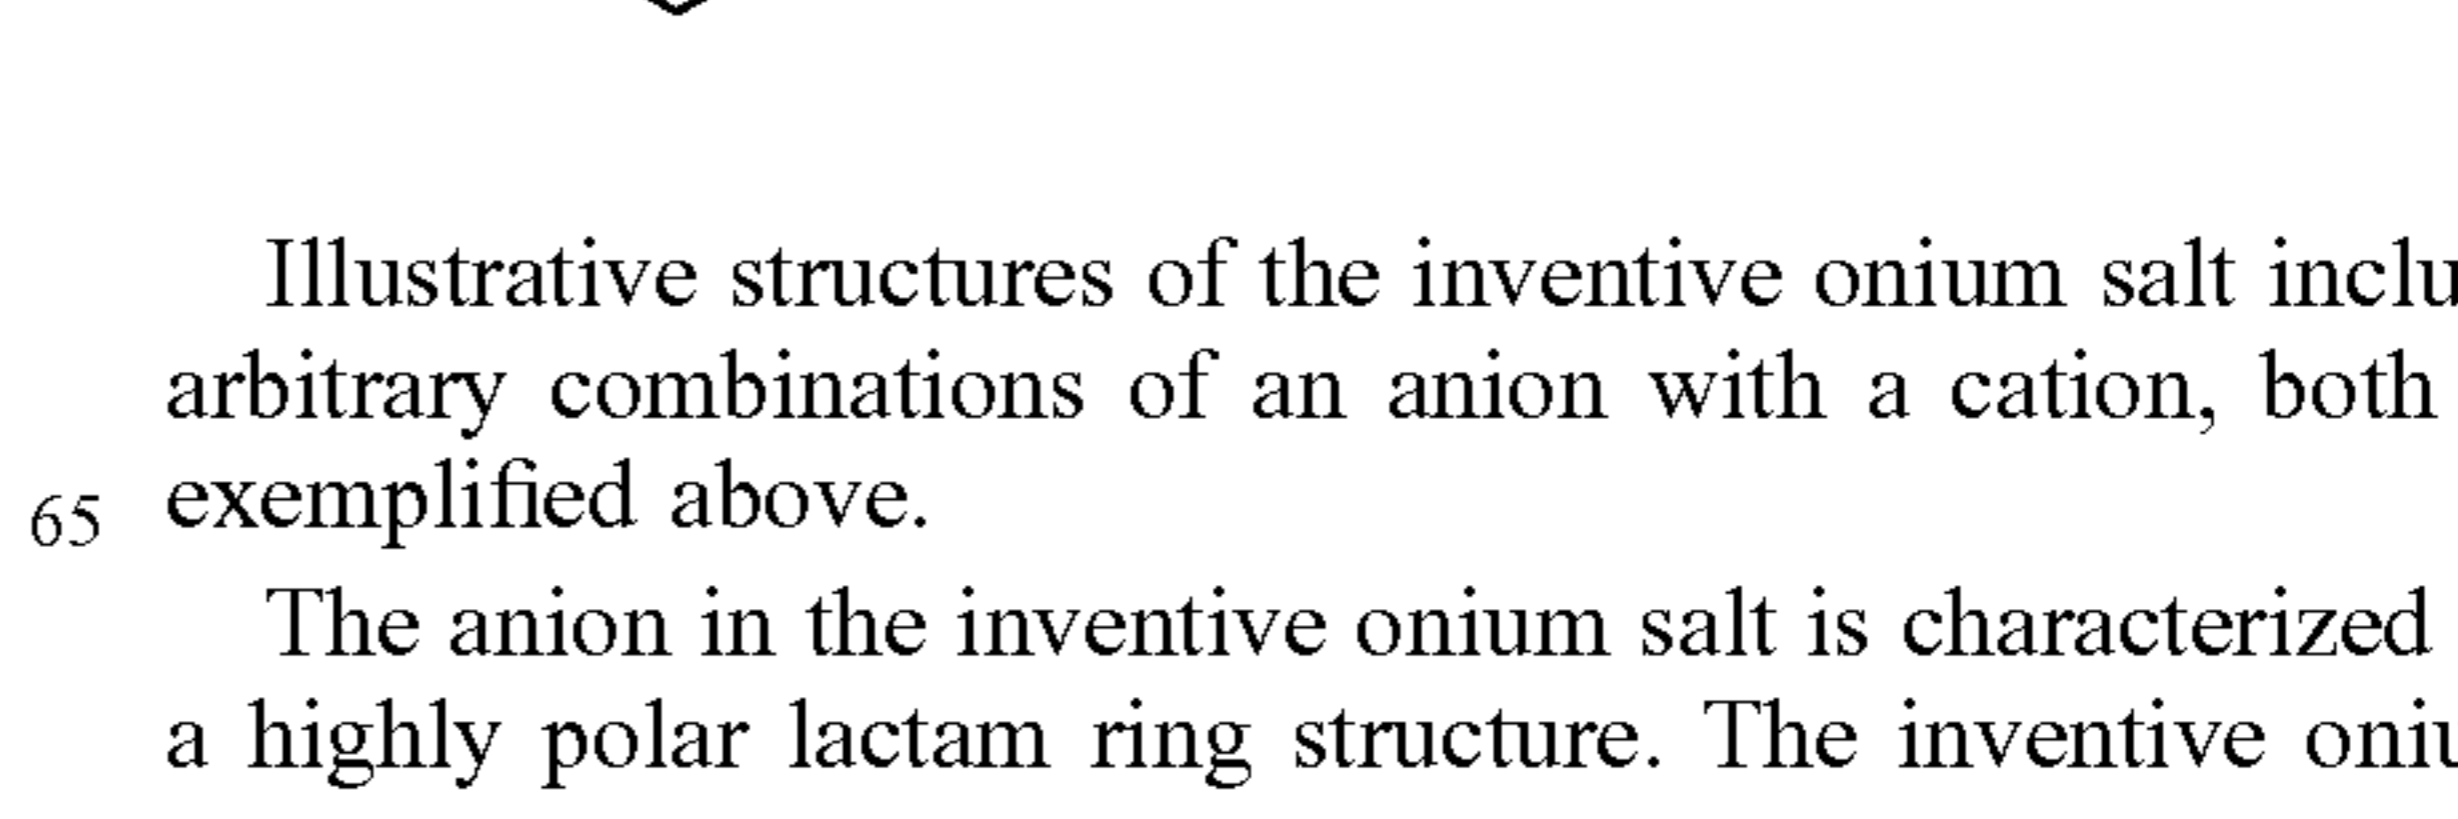 Illustrative structures of the inventive onium salt inclu
arbitrary combinations of an anion with a cation, both
65 exemplified above.
The anion in the inventive onium salt is characterized
a highly polar lactam ring structure. The inventive oniu